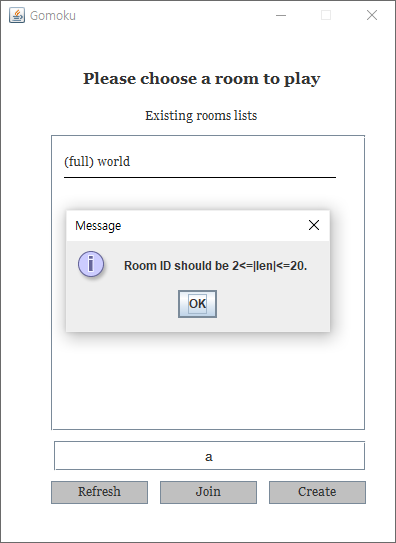 Gomoku
Please choose a room to play
Existing rooms lists
(full) world
Message
Room ID should be 2<=|len|<=20.
OK
a
Refresh
Join
Create